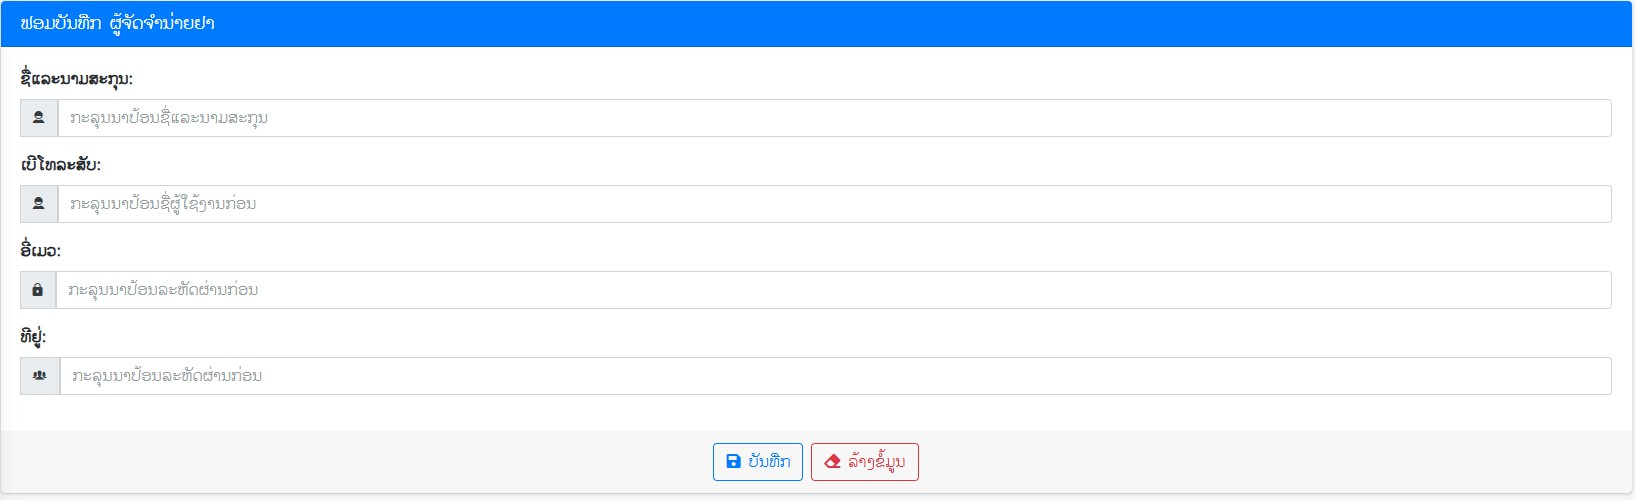 ຟອມບັນທຶກ ຜູ້ຈັດຈຳນ່າຍຢາ
ຊື່ແລະນາມສະກຸນ:
ກະລຸນນາປ້ອນຊື່ແລະນາມສະກຸນ
ເບີໂທລະສັບ:
ກະລຸນນາປ້ອນຊື່ຜູ້ໃຊ້ງານກ່ອນ
ອີ່ເມວ:
ກະລຸນນາປ້ອນລະຫັດຜ່ານກ່ອນ
ທີຢູ່:
ກະລຸນນາປ້ອນລະຫັດຜ່ານກ່ອນ
ບັນທຶກ
ລ້າງຂໍ້ມູນ